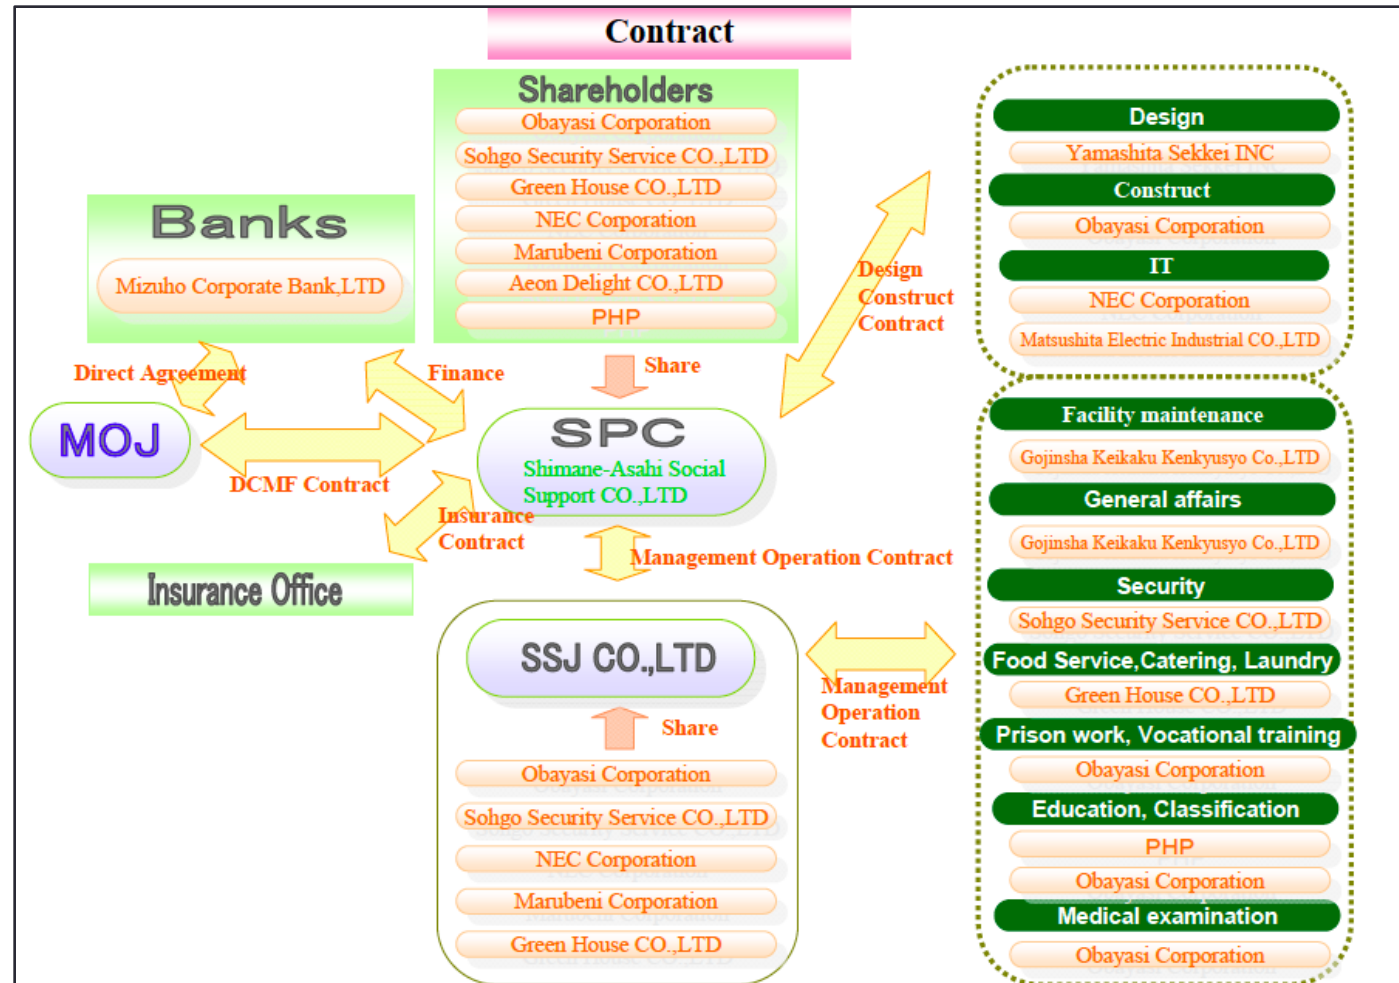 Contract
Shareholders
Obayasi Corporation
Sohgo Security Service CO.,LTD
Green House CO.,LTD
NEC Corporation
Marubeni Corporation
Aeon Delight CO.,LTD
PHP
Banks
Mizuho Corporate Bank,LTD
Direct Agreement
Finance
Share
MOJ
DCMF Contract
SPC
Shimane-Asahi Social
Support CO.,LTD
Insurance
Contract
Insurance Office
Management Operation Contract
Design
Construct
Contract
SSJ CO.,LTD
Share
Obayasi Corporation
Sohgo Security Service CO.,LTD
NEC Corporation
Marubeni Corporation
Green House CO.,LTD
Management
Operation
Contract
Design
Yamashita Sekkei INC
Construct
Obayasi Corporation
IT
NEC Corporation
Matsushita Electric Industrial CO.,LTD
Facility maintenance
Gojinsha Keikaku Kenkyusyo Co.,LTD
General affairs
Gojinsha Keikaku Kenkyusyo Co.,LTD
Security
Sohgo Security Service CO.,LTD
Food Service,Catering, Laundry
Green House CO.,LTD
Prison work, Vocational training
Obayasi Corporation
Education, Classification
PHP
Obayasi Corporation
Medical examination
Obayasi Corporation